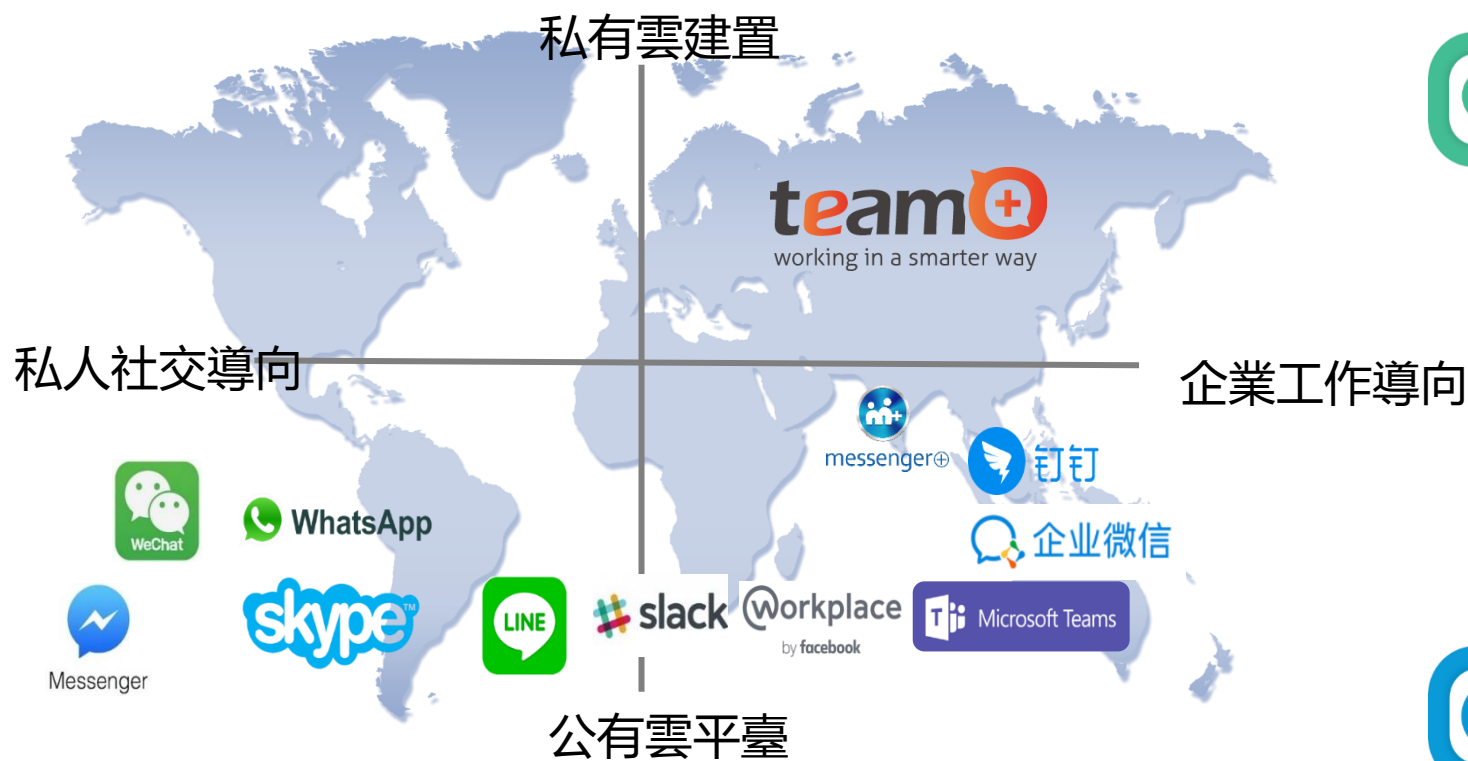 私有雲建置
team+
working in a smarter way
私人社交導向
企業工作導向
m+
messenger+
钉钉
WeChat
WhatsApp
企业微信
Messenger
skype™
LINE
slack
Workplace
by facebook
T
Microsoft Teams
公有雲平臺